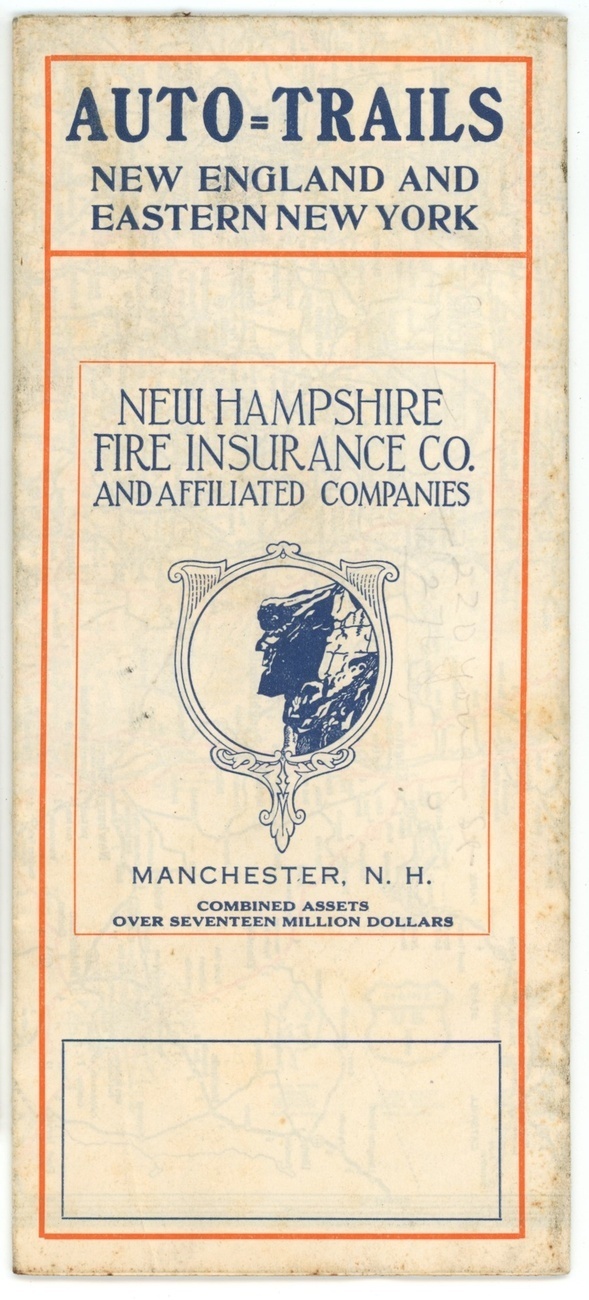 AUTO=TRAILS
NEW ENGLAND AND
EASTERN NEW YORK
NEW HAMPSHIRE
FIRE INSURANCE CO.
AND AFFILIATED COMPANIES
MANCHESTER, N. H.
COMBINED ASSETS
OVER SEVENTEEN MILLION DOLLARS